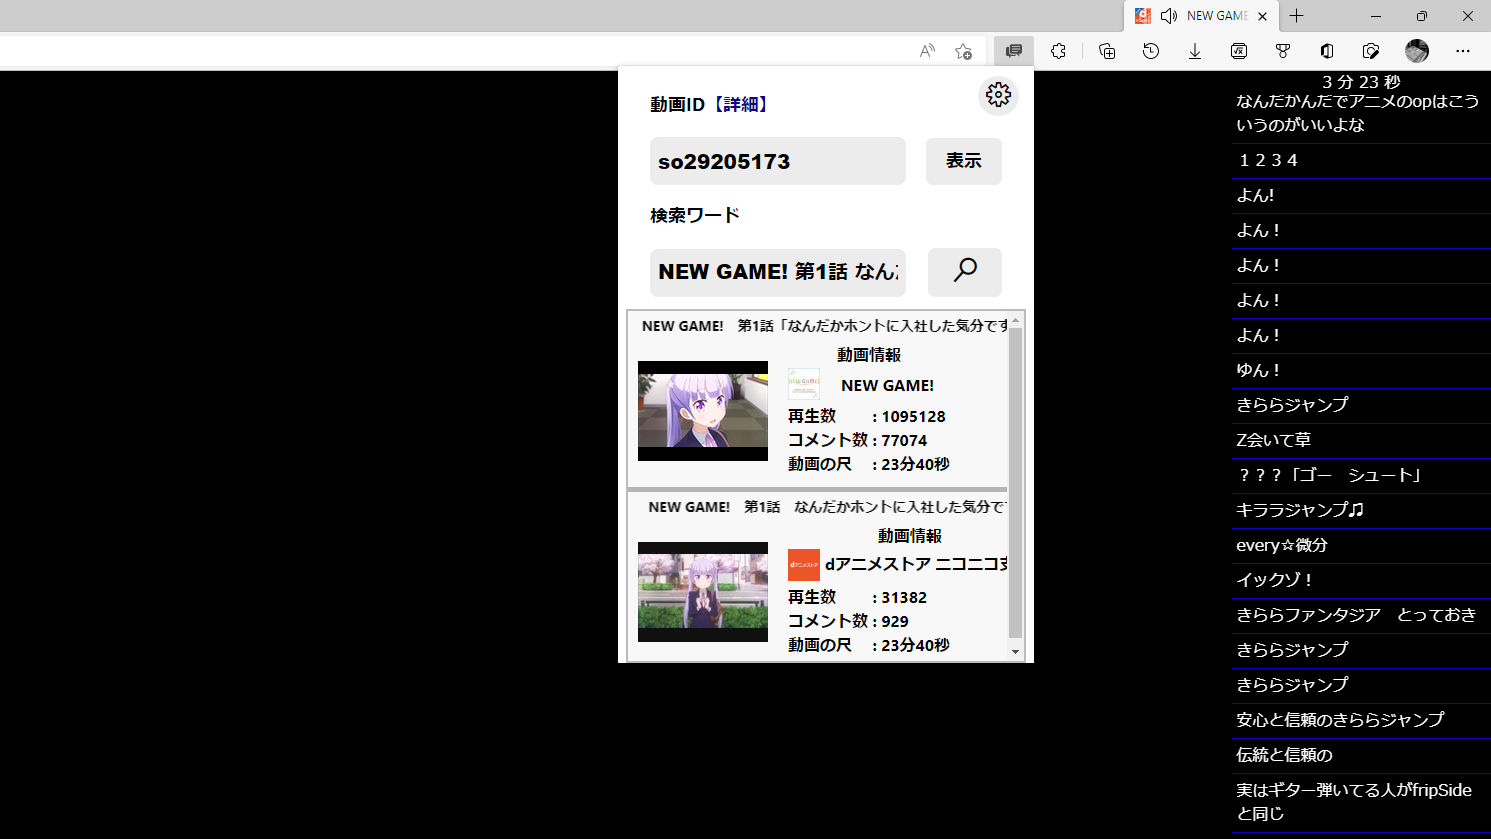 NEW GAME
3 分 23 秒
動画ID【詳細】
so29205173
表示
検索ワード
NEW GAME! 第1話 なん
NEW GAME!　第1話「なんだかホントに入社した気分です
動画情報
NEW GAME!
再生数　　: 1095128
コメント数 : 77074
動画の尺　: 23分40秒
NEW GAME!　第1話　なんだかホントに入社した気分で
動画情報
dアニメストア
dアニメストア ニコニコ
再生数　　: 31382
コメント数 : 929
動画の尺　: 23分40秒
なんだかんだでアニメのopはこう
いうのがいいよな
１２３４
よん!
よん！
よん！
よん！
よん！
ゆん！
きららジャンプ
Z会いて草
？？？「ゴー　シュート」
キララジャンプ♫
every☆微分
イックゾ！
きららファンタジア　とっておき
きららジャンプ
きららジャンプ
安心と信頼のきららジャンプ
伝統と信頼の
実はギター弾いてる人がfripSide
と同じ